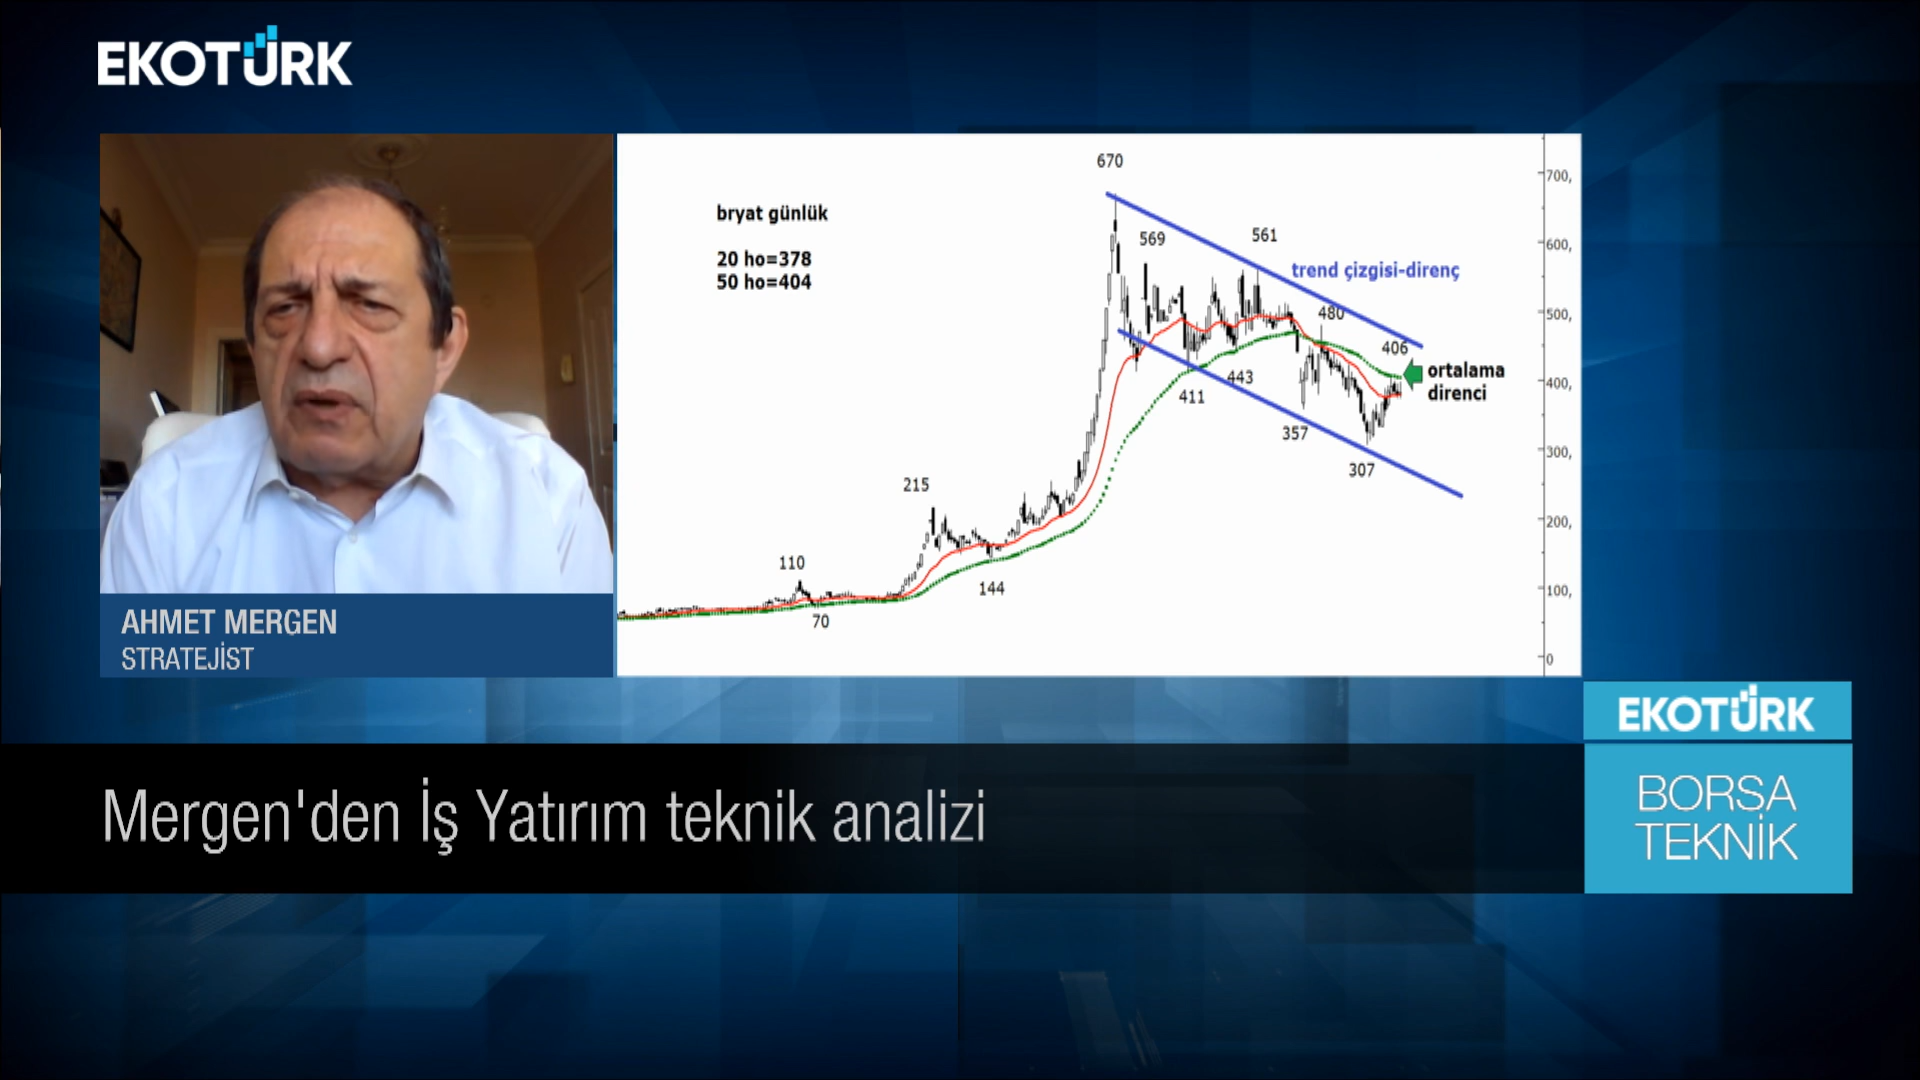 EKOTÜRK
670
700,
bryat günlük
569
561
600,
20 ho=378
trend çizgisi-direnç
50 ho=404
480
500,
406
ortalama
443
400,
direnci
411
357
300,
307
215
200,
110
144
100,
70
0
AHMET MERGEN
STRATEJİST
EKOTÜRK
Mergen'den İş Yatırım teknik analizi
BORSA
TEKNİK